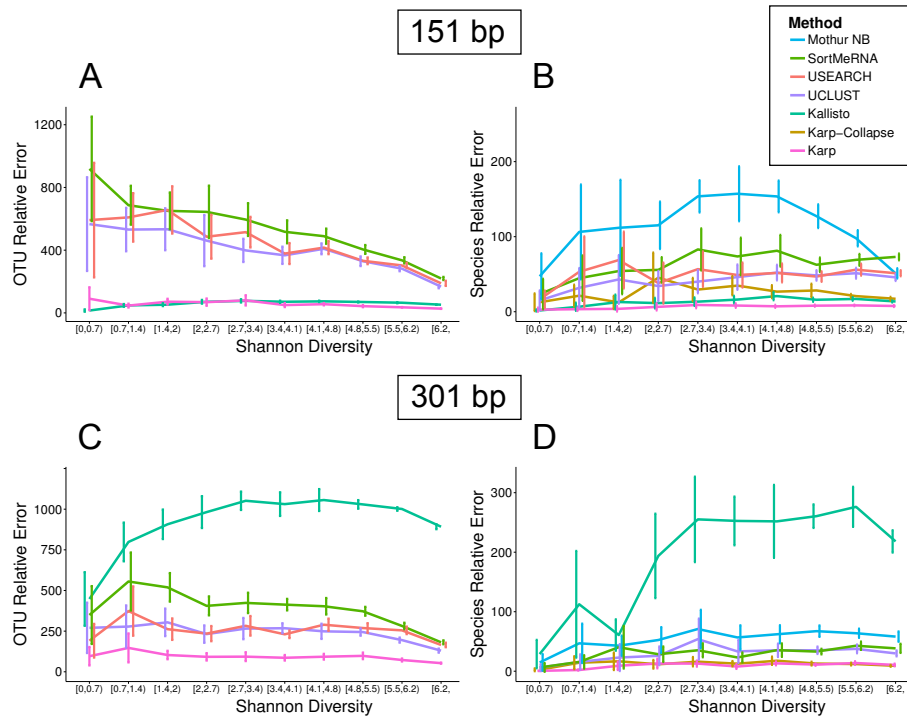 151 bp
Method
Mothur NB
SortMeRNA
USEARCH
UCLUST
Kallisto
Karp-Collapse
Karp
A
OTU Relative Error
1200
800
400
0
[0,0.7) [0.7,1.4) [1.4,2) [2,2.7) [2.7,3.4) [3.4,4.1) [4.1,4.8) [4.8,5.5) [5.5,6.2) [6.2,
Shannon Diversity
B
Species Relative Error
200
100
0
[0,0.7) [0.7,1.4) [1.4,2) [2,2.7) [2.7,3.4) [3.4,4.1) [4.1,4.8) [4.8,5.5) [5.5,6.2) [6.2,
Shannon Diversity
301 bp
C
OTU Relative Error
1000
750
500
250
0
[0,0.7) [0.7,1.4) [1.4,2) [2,2.7) [2.7,3.4) [3.4,4.1) [4.1,4.8) [4.8,5.5) [5.5,6.2) [6.2,
Shannon Diversity
D
Species Relative Error
300
200
100
0
[0,0.7) [0.7,1.4) [1.4,2) [2,2.7) [2.7,3.4) [3.4,4.1) [4.1,4.8) [4.8,5.5) [5.5,6.2) [6.2,
Shannon Diversity